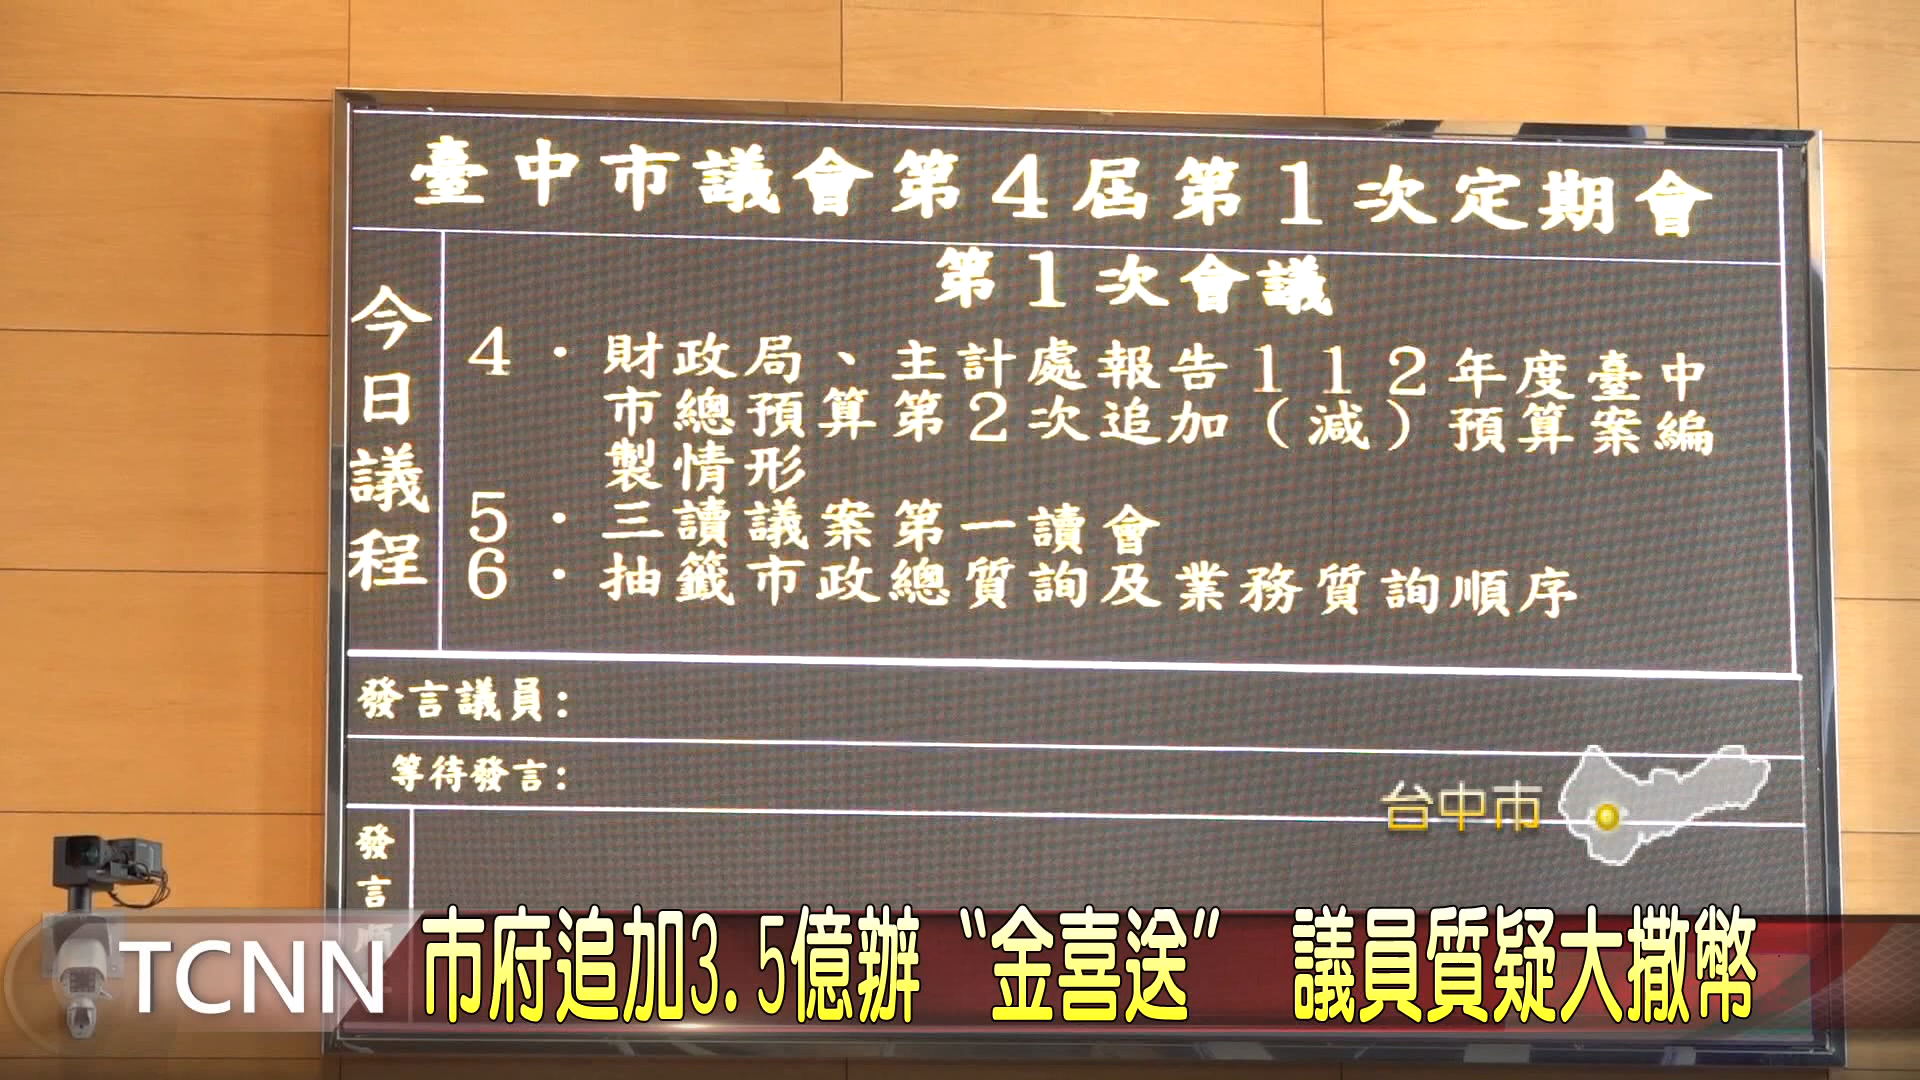 臺中市議會第4屆第1次定期會
第1次會議
今日議程
4．財政局、主計處報告112年度臺中
市總預算第2次追加（減）預算案編
製情形
5．三讀議案第一讀會
6．抽籤市政總質詢及業務質詢順序
發言議員：
等待發言：
發言順
台中市
TCNN
市府追加3.5億辦“金喜送” 議員質疑大撒幣